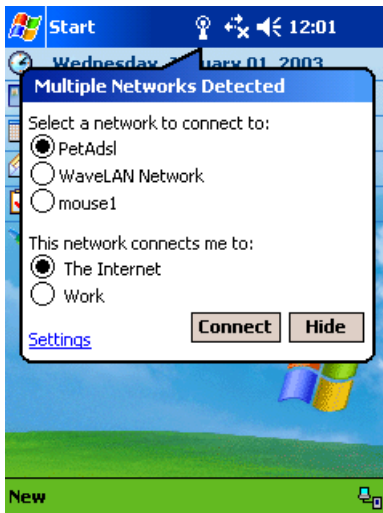 Start 12:01
Wednesday, uary 01, 2003
Multiple Networks Detected
Select a network to connect to:
PetAdsl
WaveLAN Network
mouse1
This network connects me to:
The Internet
Work
Settings Connect Hide
New